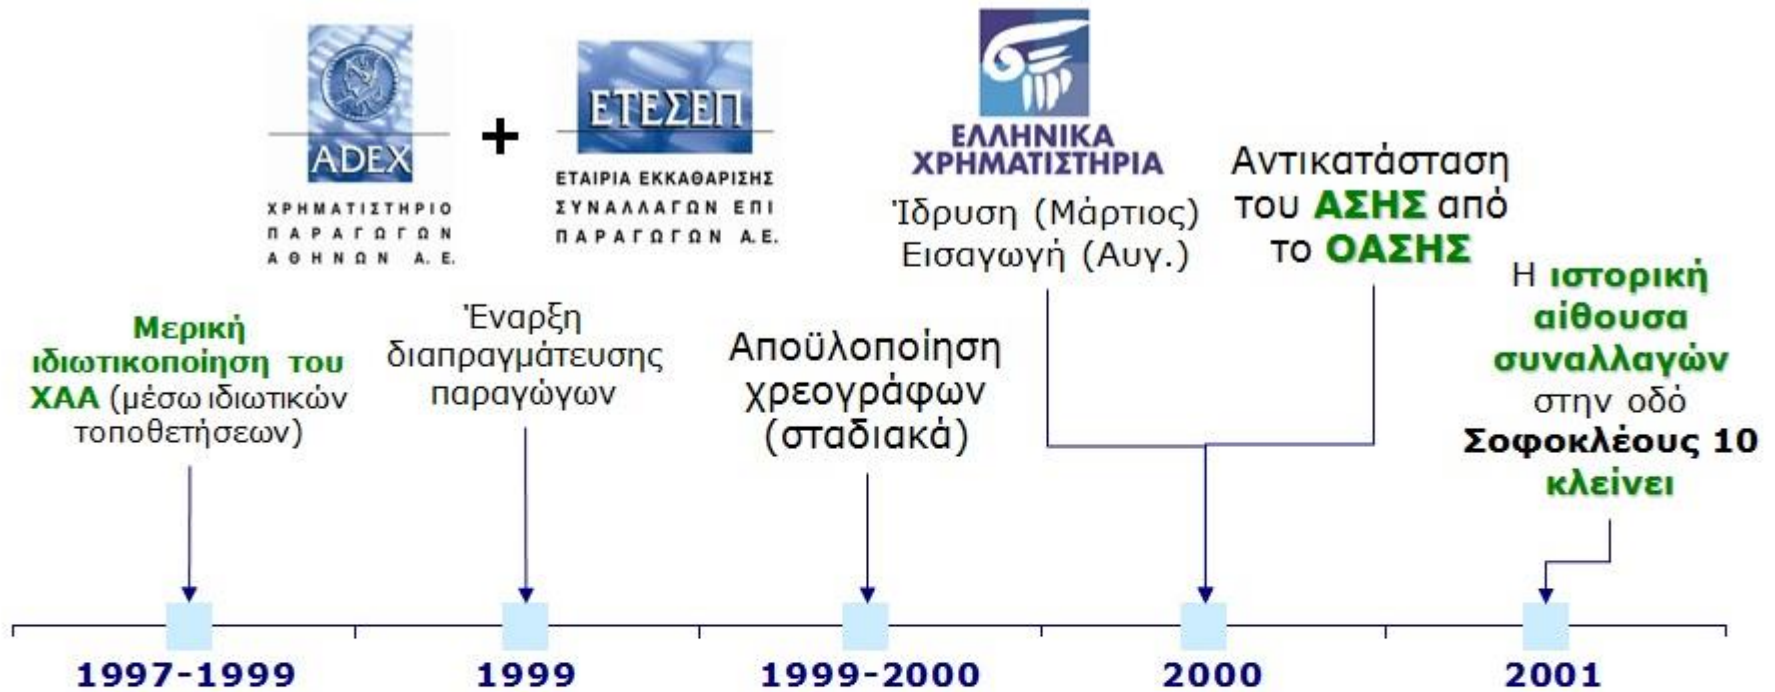 ADEX
ΧΡΗΜΑΤΙΣΤΗΡΙΟ
ΠΑΡΑΓΩΓΩΝ
ΑΘΗΝΩΝ Α.Ε.
+
ΕΤΕΣΕΠ
ΕΤΑΙΡΙΑ ΕΚΚΑΘΑΡΙΣΗΣ
ΣΥΝΑΛΛΑΓΩΝ ΕΠΙ
ΠΑΡΑΓΩΓΩΝ Α.Ε.
ΕΛΛΗΝΙΚΑ
ΧΡΗΜΑΤΙΣΤΗΡΙΑ
Ίδρυση (Μάρτιος)
Εισαγωγή (Αυγ.)
Αντικατάσταση
του ΑΣΗΣ από
το ΟΑΣΗΣ
Μερική
ιδιωτικοποίηση του
ΧΑΑ (μέσω ιδιωτικών
τοποθετήσεων)
Έναρξη
διαπραγμάτευσης
παραγώγων
Αποϋλοποίηση
χρεογράφων
(σταδιακά)
Η ιστορική
αίθουσα
συναλλαγών
στην οδό
Σοφοκλέους 10
κλείνει
1997-1999
1999
1999-2000
2000
2001